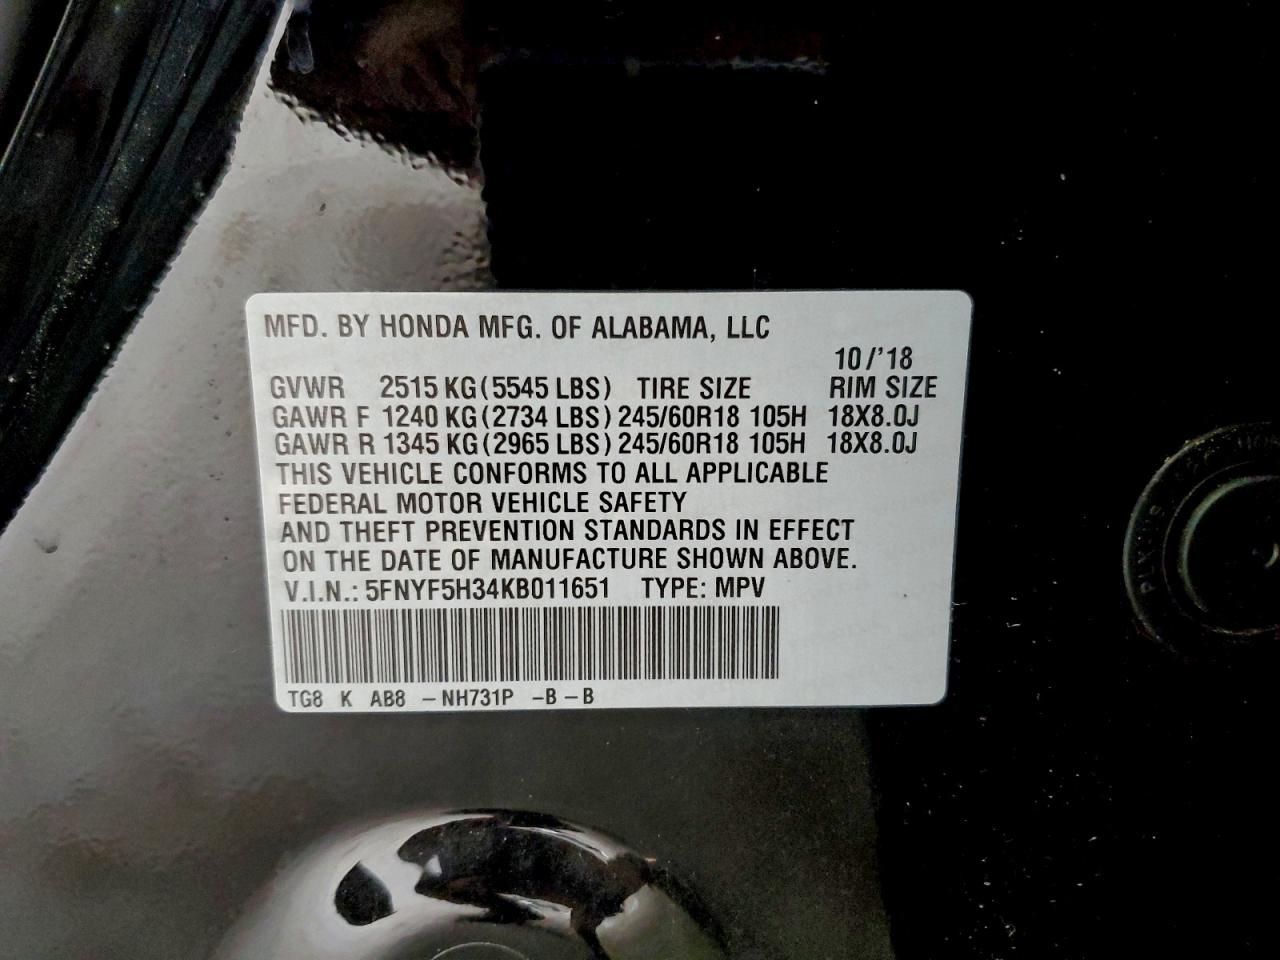 MFD. BY HONDA MFG. OF ALABAMA, LLC
10/'18
GVWR 2515 KG (5545 LBS) TIRE SIZE RIM SIZE
GAWR F 1240 KG (2734 LBS) 245/60R18 105H 18X8.0J
GAWR R 1345 KG (2965 LBS) 245/60R18 105H 18X8.0J
THIS VEHICLE CONFORMS TO ALL APPLICABLE
FEDERAL MOTOR VEHICLE SAFETY
AND THEFT PREVENTION STANDARDS IN EFFECT
ON THE DATE OF MANUFACTURE SHOWN ABOVE.
V.I.N.: 5FNYF5H34KB011651 TYPE: MPV
TG8 K AB8 – NH731P –B – B